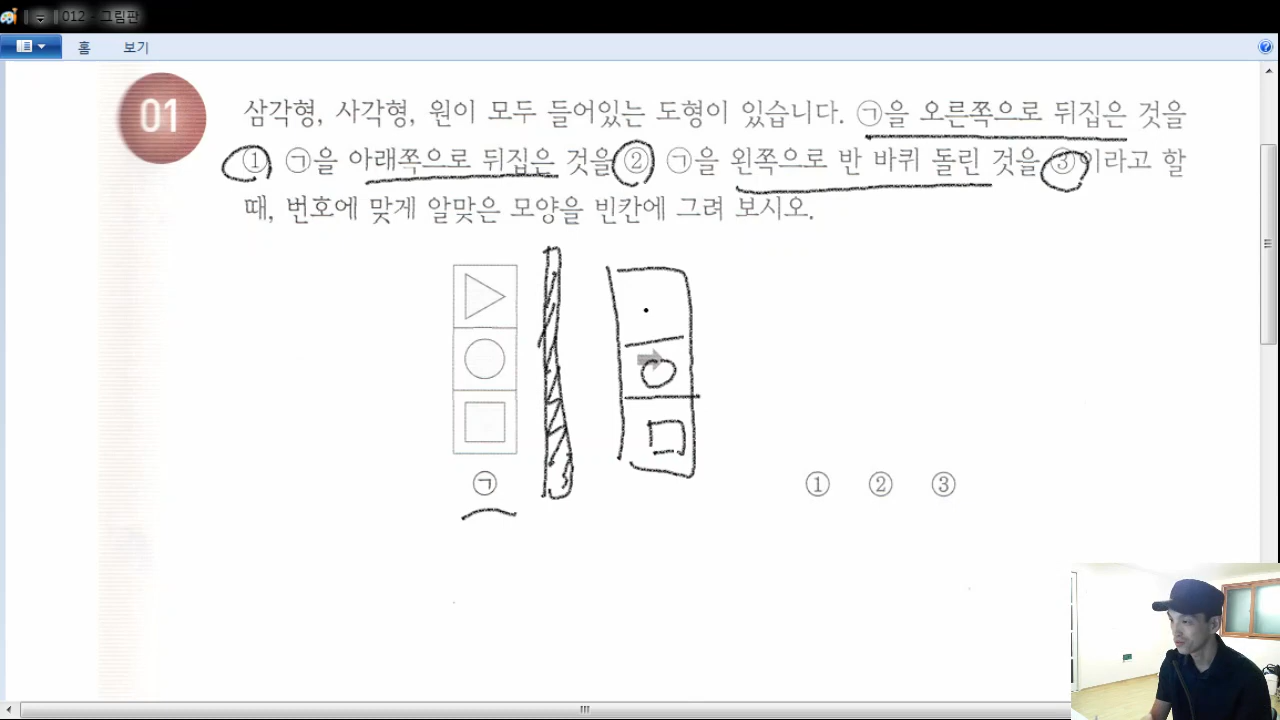 012 - 그림판
홈 보기
01
삼각형, 사각형, 원이 모두 들어있는 도형이 있습니다. ㉠을 오른쪽으로 뒤집은 것을
① ㉠을 아래쪽으로 뒤집은 것을 ② ㉠을 왼쪽으로 반 바퀴 돌린 것을 ③이라고 할
때, 번호에 맞게 알맞은 모양을 빈칸에 그려 보시오.
㉠ ① ② ③